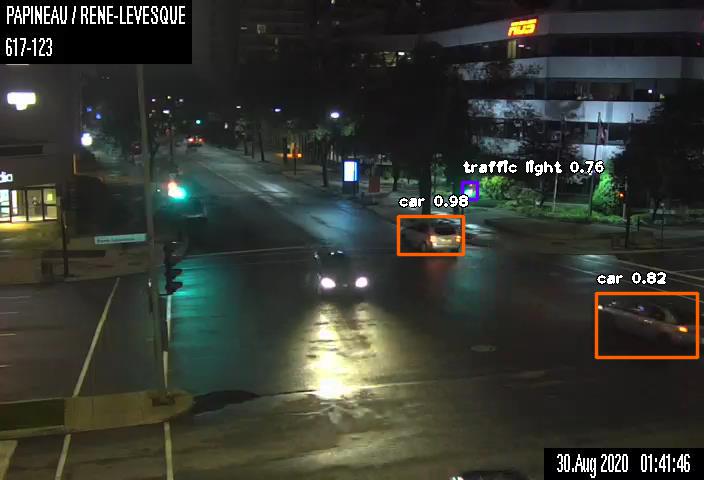 PAPINEAU / RENE-LEVESQUE
617-123
traffic light 0.76
car 0.98
car 0.82
30.Aug 2020 01:41:46